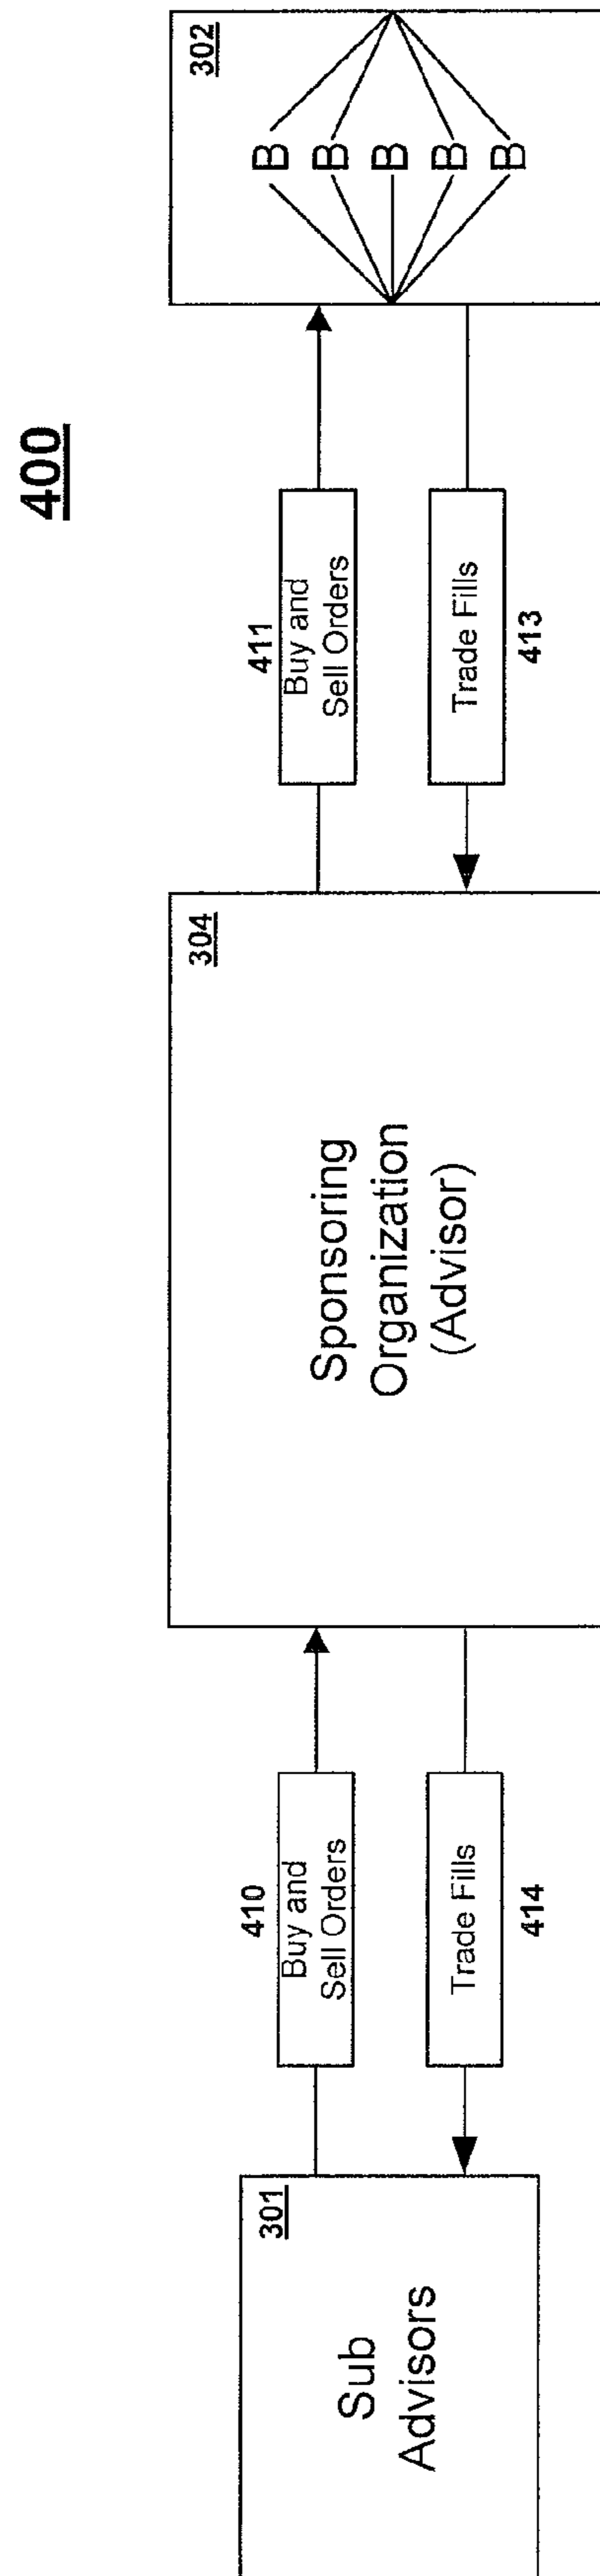 400
301
Sub
Advisors
410
Buy and
Sell Orders
Trade Fills
414
304
Sponsoring
Organization
(Advisor)
411
Buy and
Sell Orders
Trade Fills
413
302
B
B
B
B
B